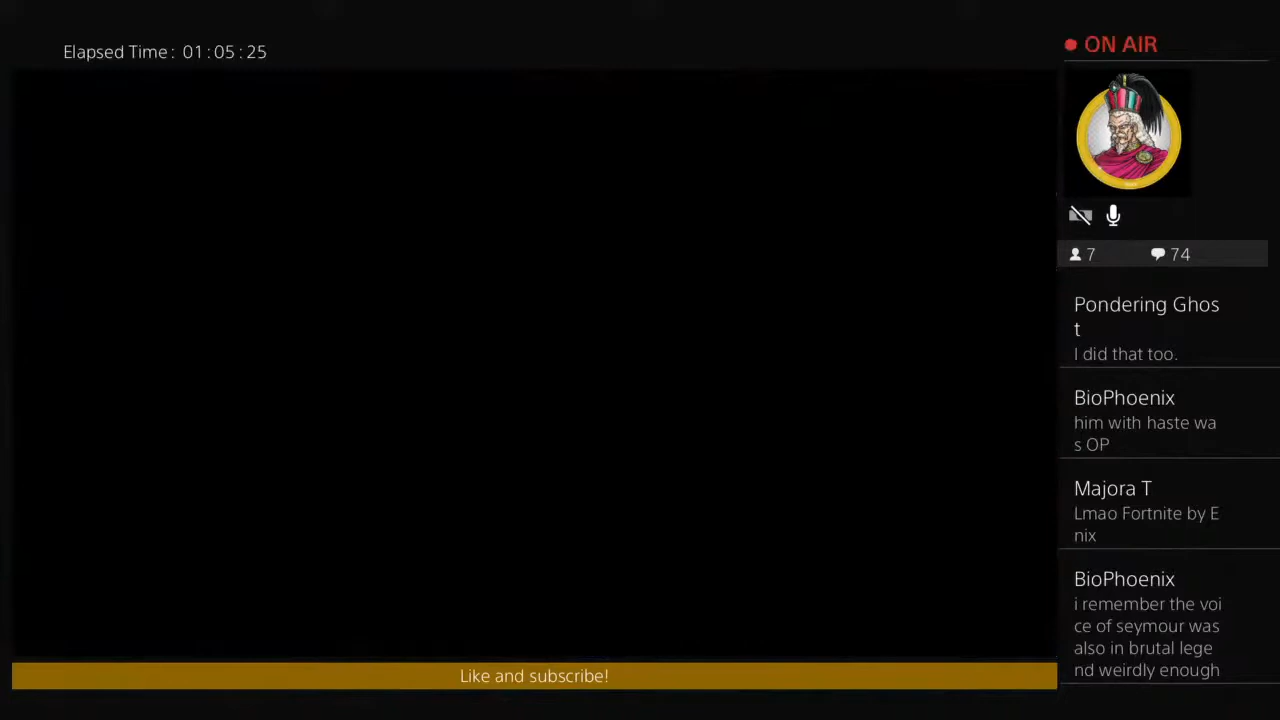 Elapsed Time: 01:05:25
ON AIR
7 74
Pondering Ghos
t
I did that too.
BioPhoenix
him with haste wa
s OP
Majora T
Lmao Fortnite by E
nix
BioPhoenix
i remember the voi
ce of seymour was
also in brutal lege
nd weirdly enough
Like and subscribe!